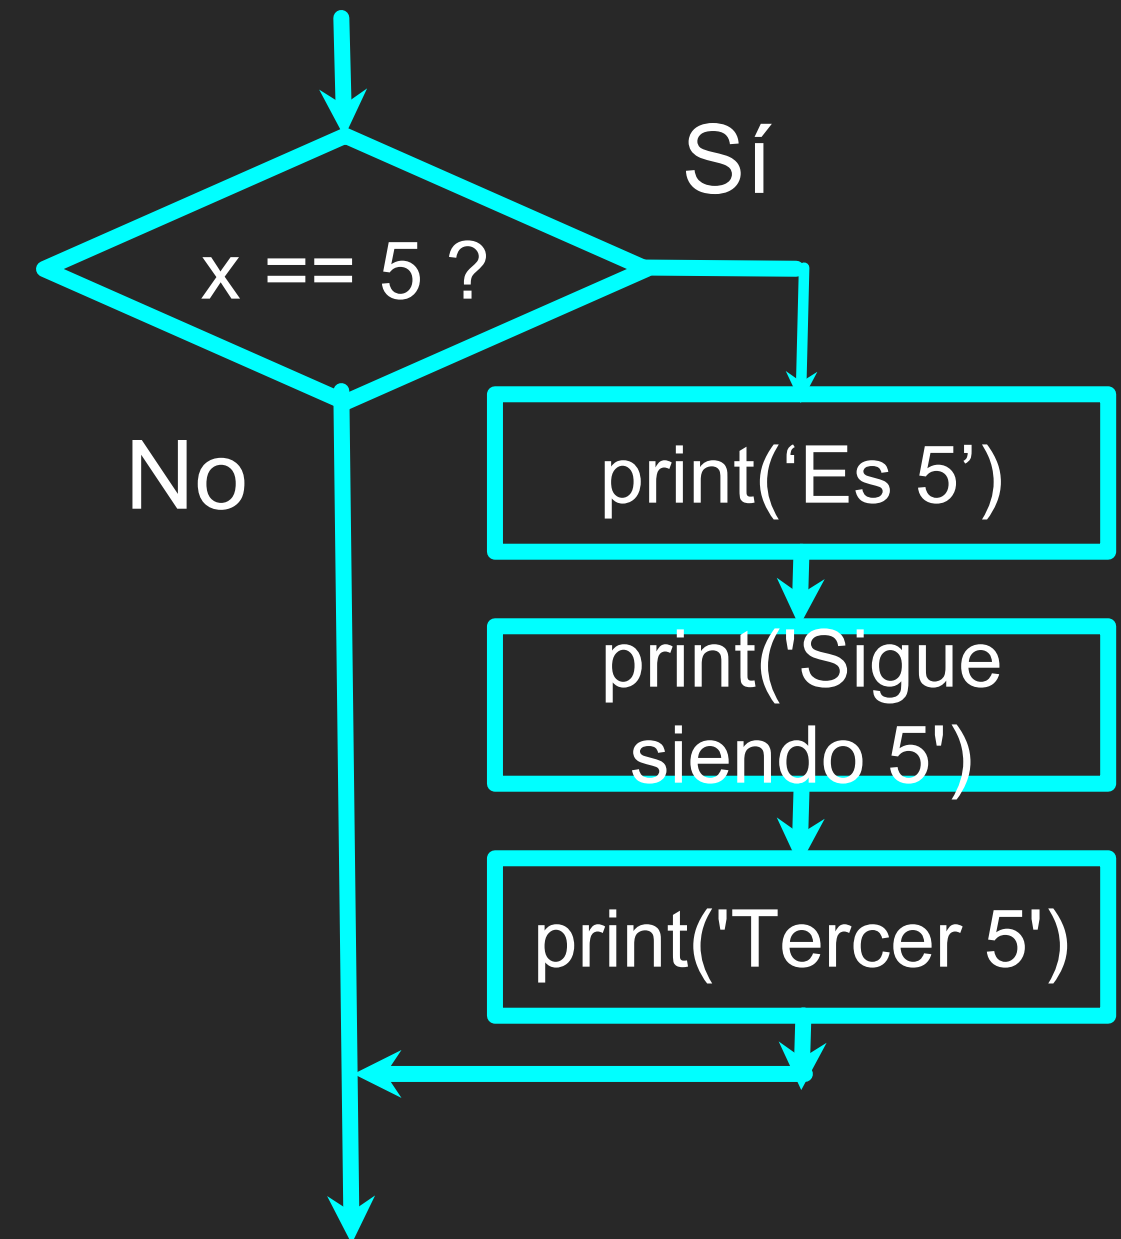 Sí
x == 5 ?
No
print(‘Es 5’)
print('Sigue
siendo 5')
print('Tercer 5')